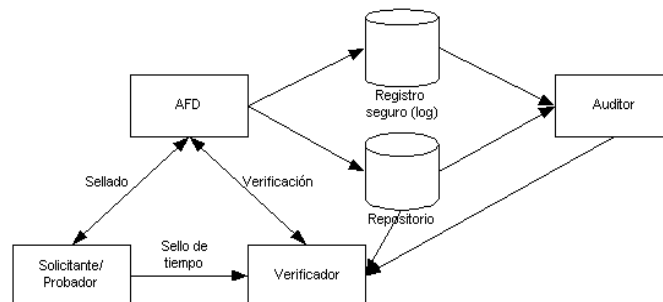 AFD
Registro
seguro (log)
Auditor
Sellado
Verificación
Repositorio
Solicitante/
Probador
Sello de
tiempo
Verificador